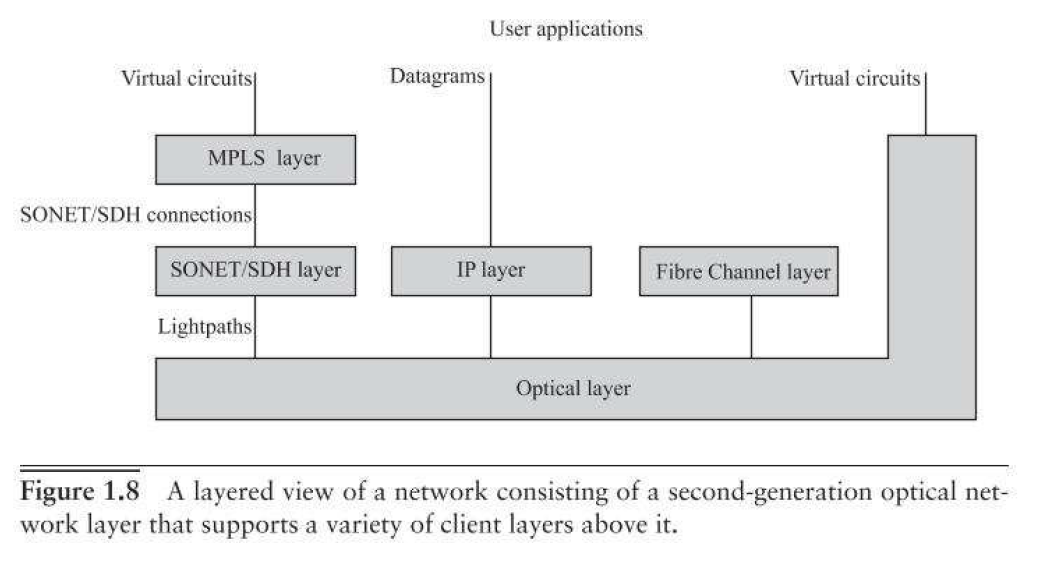 User applications
Virtual circuits
Datagrams
Virtual circuits
MPLS layer
SONET/SDH connections
SONET/SDH layer
IP layer
Fibre Channel layer
Lightpaths
Optical layer
Figure 1.8 A layered view of a network consisting of a second-generation optical net-
work layer that supports a variety of client layers above it.